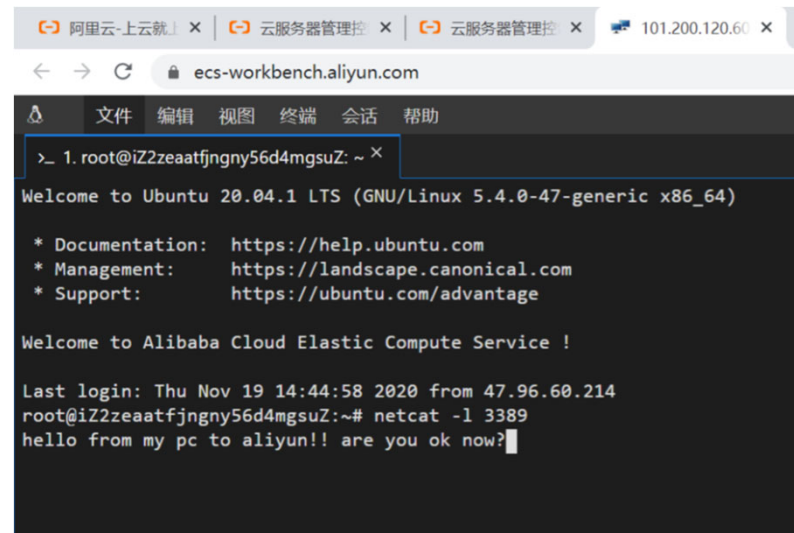 阿里云-上云就上
云服务器管理控
云服务器管理控
101.200.120.60
ecs-workbench.aliyun.com
文件 编辑 视图 终端 会话 帮助
>_ 1. root@iZ2zeaatfjngny56d4mgsuZ: ~ ×
Welcome to Ubuntu 20.04.1 LTS (GNU/Linux 5.4.0-47-generic x86_64)
* Documentation: https://help.ubuntu.com
* Management: https://landscape.canonical.com
* Support: https://ubuntu.com/advantage
Welcome to Alibaba Cloud Elastic Compute Service !
Last login: Thu Nov 19 14:44:58 2020 from 47.96.60.214
root@iZ2zeaatfjngny56d4mgsuZ:~# netcat -l 3389
hello from my pc to aliyun!! are you ok now?